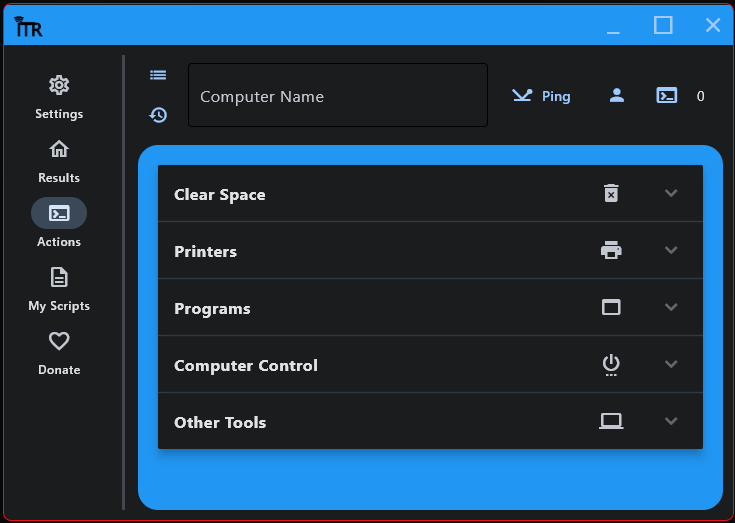 ITR
Settings
Results
Actions
My Scripts
Donate
Computer Name
Ping
0
Clear Space
Printers
Programs
Computer Control
Other Tools